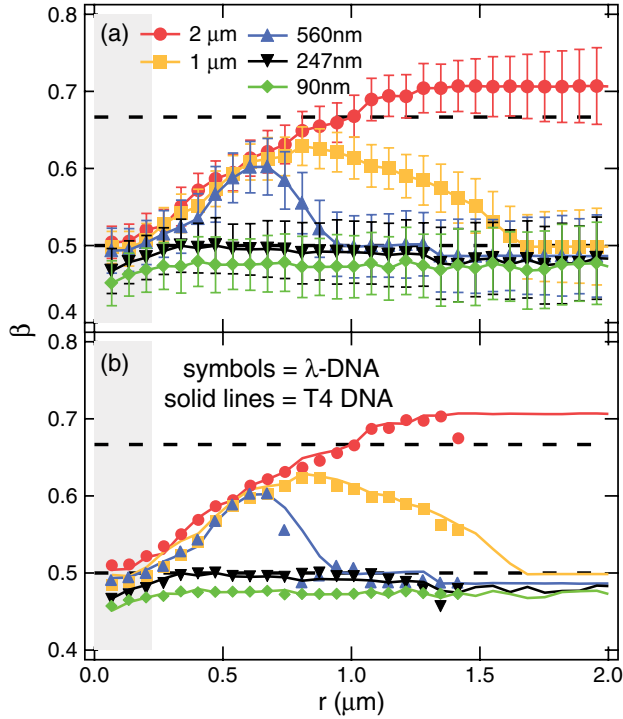 0.8
(a)
2 μm
560nm
1 μm
247nm
90nm
0.7
0.6
0.5
0.4
β
0.8
(b)
symbols = λ-DNA
solid lines = T4 DNA
0.7
0.6
0.5
0.4
0.0 0.5 1.0 1.5 2.0
r (μm)